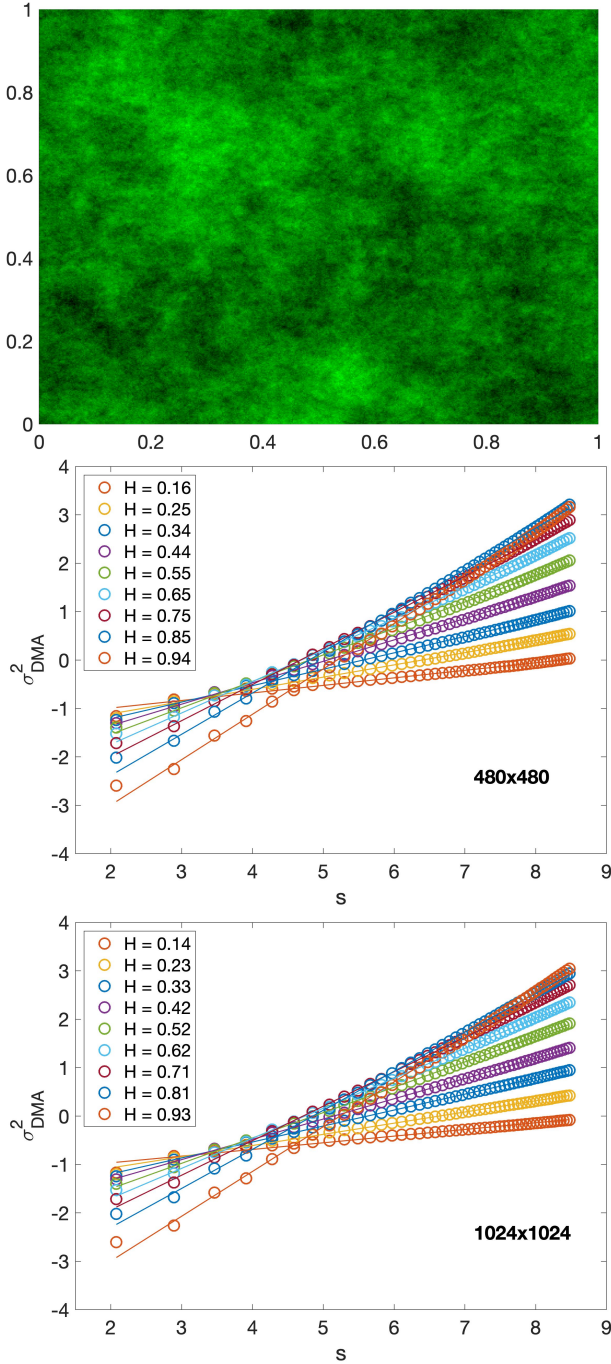 1
0.8
0.6
0.4
0.2
0
0 0.2 0.4 0.6 0.8 1
4
3
2
1
0
-1
-2
-3
-4
σ²DMA
H = 0.16
H = 0.25
H = 0.34
H = 0.44
H = 0.55
H = 0.65
H = 0.75
H = 0.85
H = 0.94
480x480
2 3 4 5 6 7 8 9
s
4
3
2
1
0
-1
-2
-3
-4
σ²DMA
H = 0.14
H = 0.23
H = 0.33
H = 0.42
H = 0.52
H = 0.62
H = 0.71
H = 0.81
H = 0.93
1024x1024
2 3 4 5 6 7 8 9
s